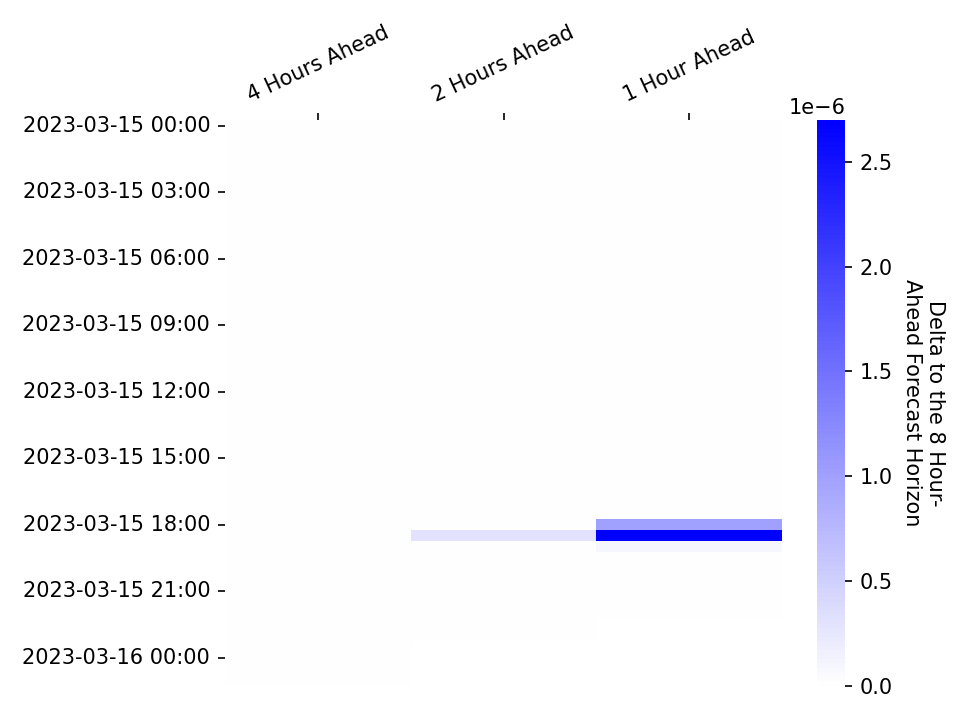 4 Hours Ahead
2 Hours Ahead
1 Hour Ahead
1e−6
2023-03-15 00:00
2023-03-15 03:00
2023-03-15 06:00
2023-03-15 09:00
2023-03-15 12:00
2023-03-15 15:00
2023-03-15 18:00
2023-03-15 21:00
2023-03-16 00:00
2.5
2.0
1.5
1.0
0.5
0.0
Delta to the 8 Hour-
Ahead Forecast Horizon